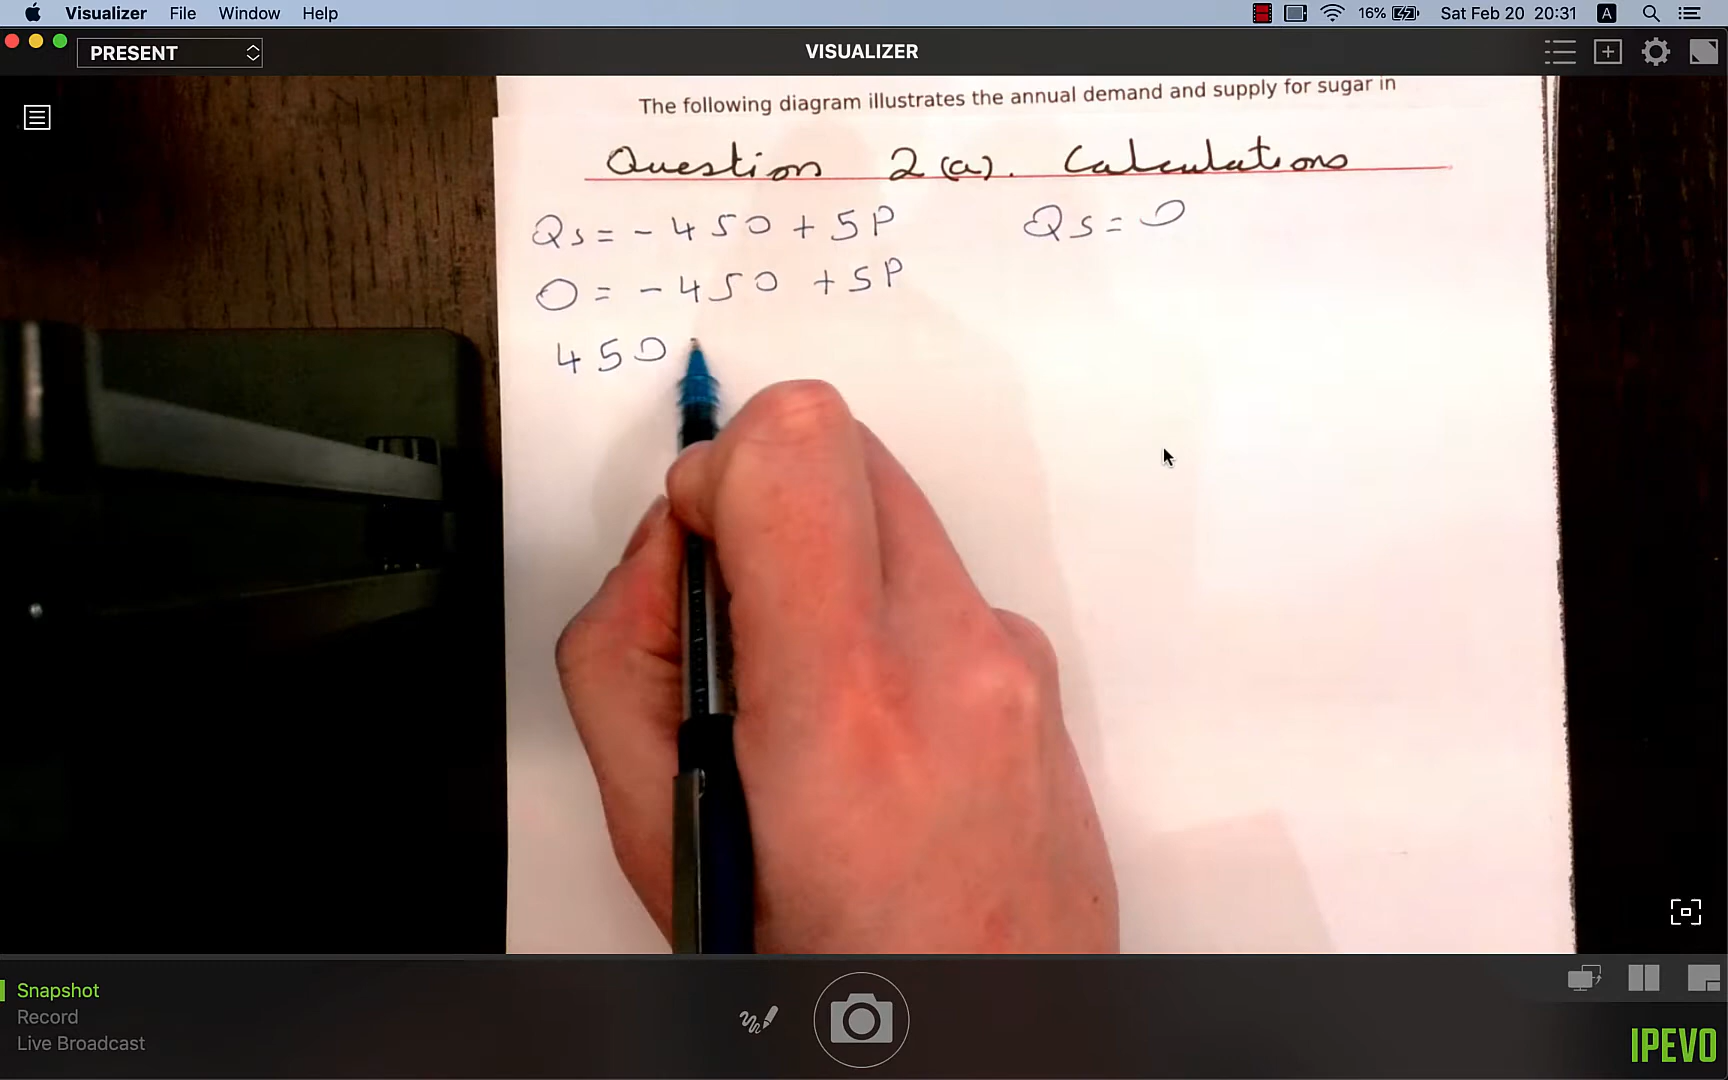 Visualizer File Window Help 16% Sat Feb 20 20:31 A
PRESENT
VISUALIZER
The following diagram illustrates the annual demand and supply for sugar in
Question 2(a). Calculations
Qs = - 450 + 5P Qs = 0
0 = - 450 + 5P
450
Snapshot
Record
Live Broadcast
IPEVO